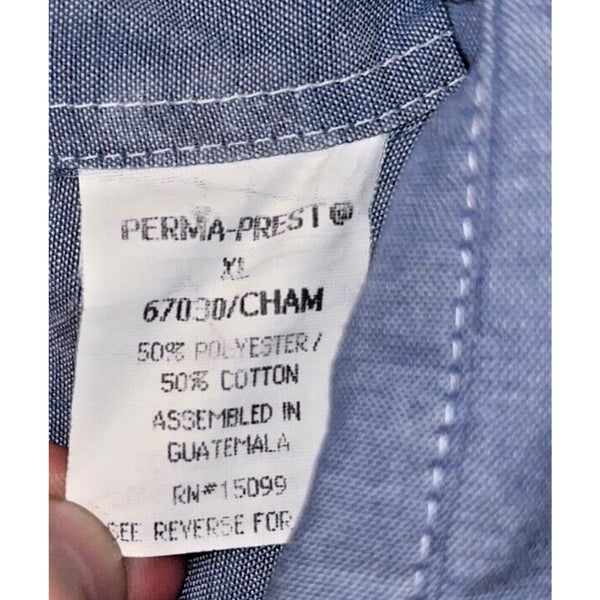 PERMA-PREST®
XL
67030/CHAM
50% POLYESTER/
50% COTTON
ASSEMBLED IN
GUATEMALA
RN#15099
SEE REVERSE FOR